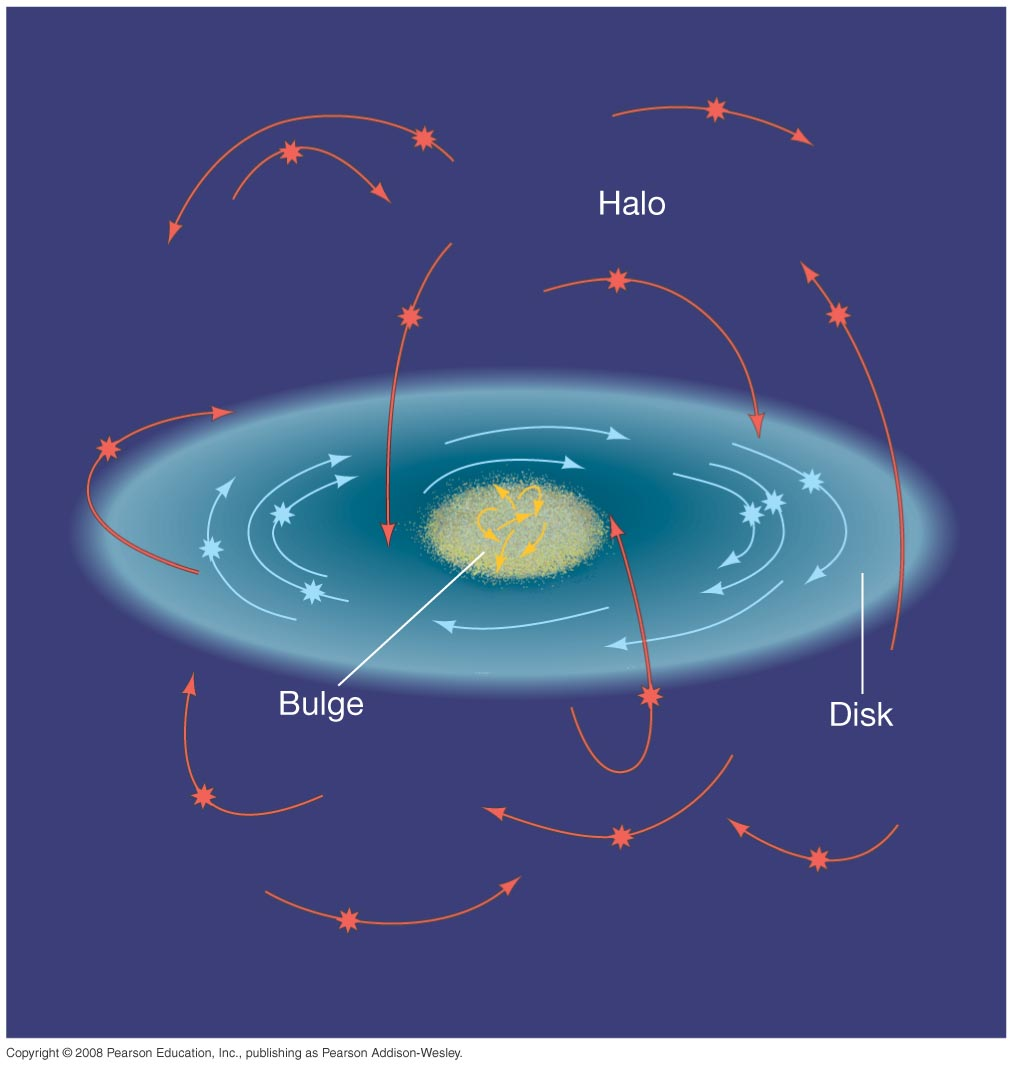 Halo
Bulge
Disk
Copyright © 2008 Pearson Education, Inc., publishing as Pearson Addison-Wesley.